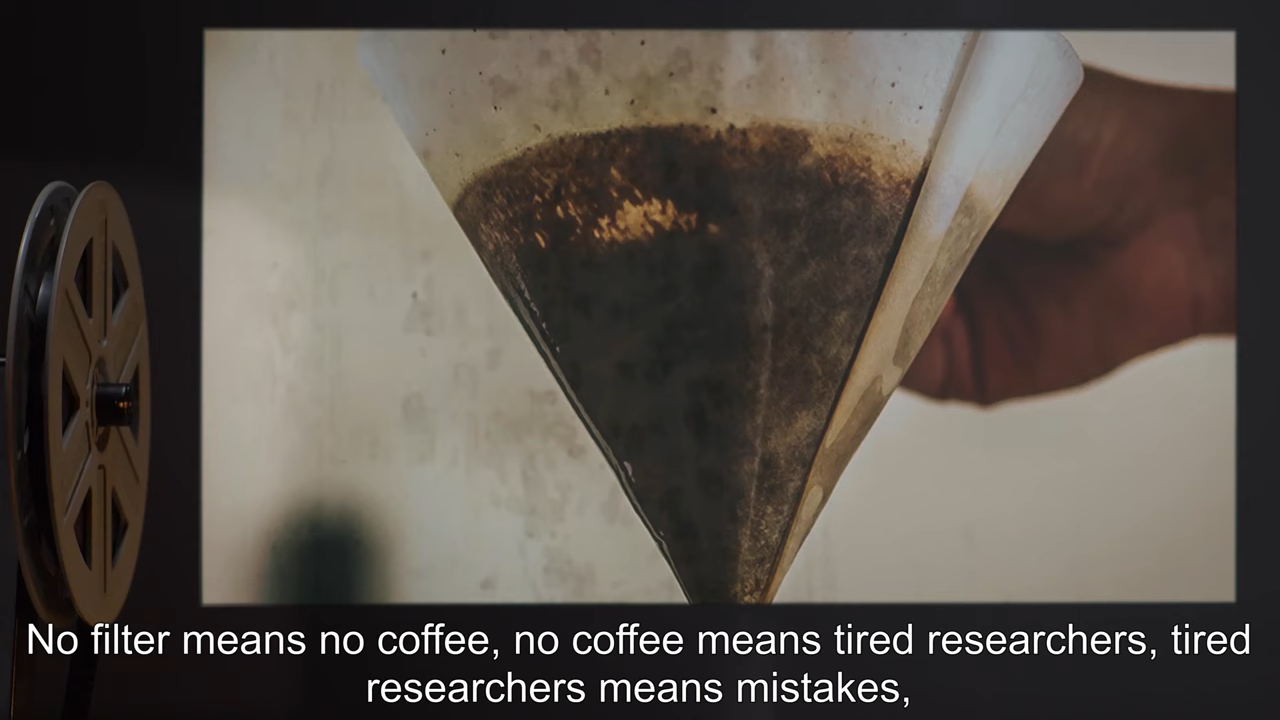 No filter means no coffee, no coffee means tired researchers, tired
researchers means mistakes,